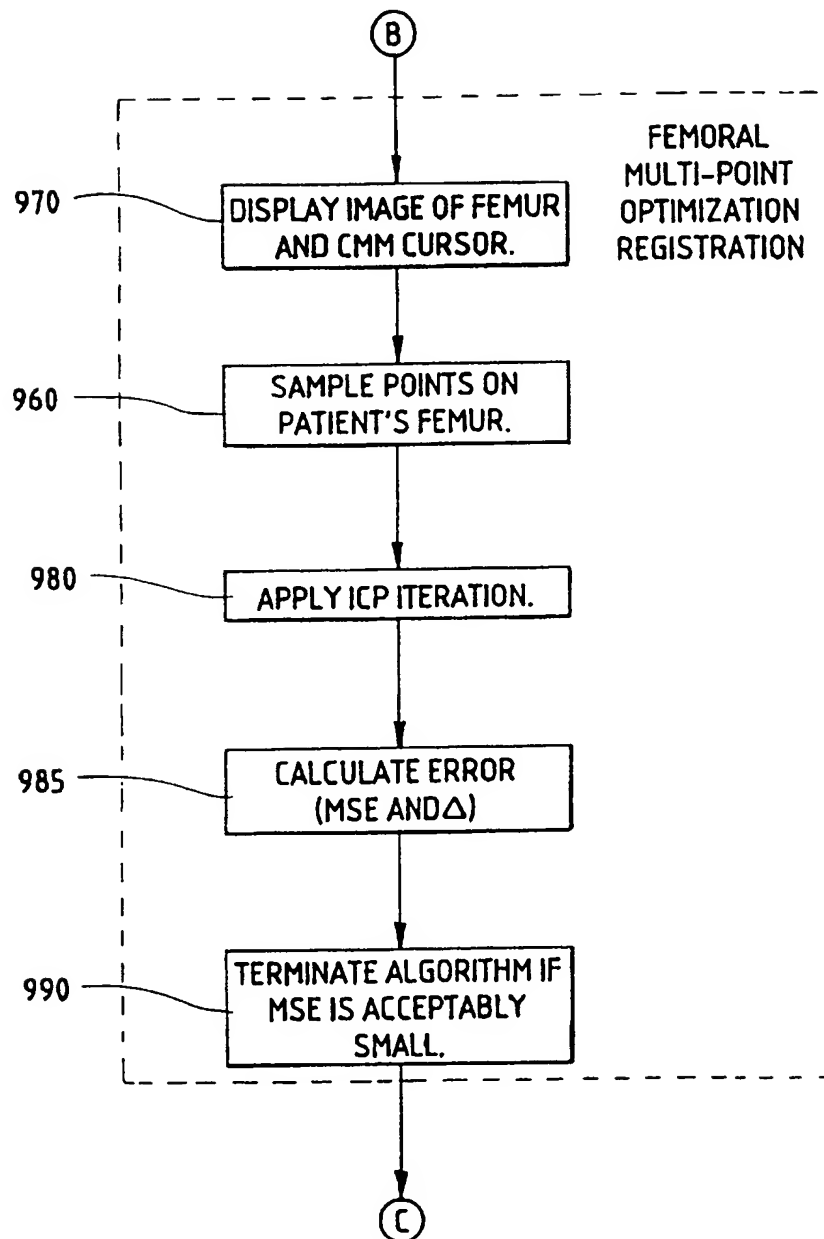 B
FEMORAL
MULTI-POINT
OPTIMIZATION
REGISTRATION
970
DISPLAY IMAGE OF FEMUR
AND CMM CURSOR.
960
SAMPLE POINTS ON
PATIENT'S FEMUR.
980
APPLY ICP ITERATION.
985
CALCULATE ERROR
(MSE AND Δ)
990
TERMINATE ALGORITHM IF
MSE IS ACCEPTABLY
SMALL.
C